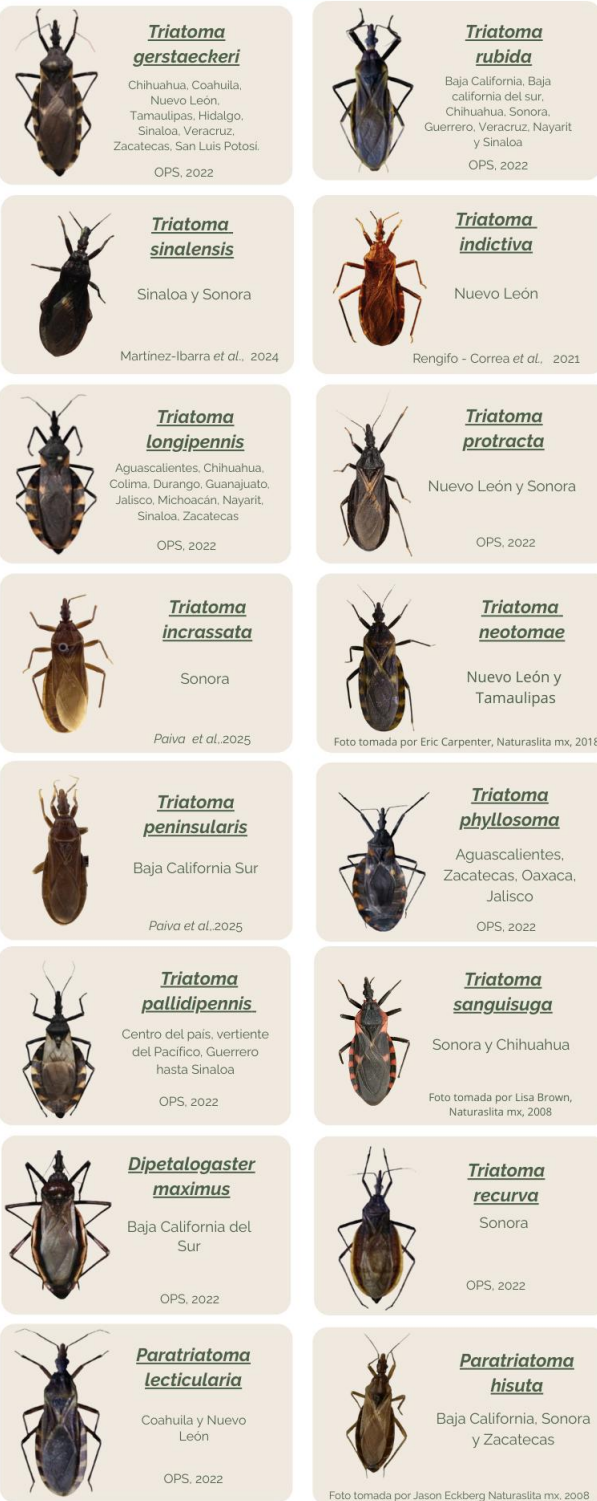 Triatoma
gerstaeckeri
Chihuahua, Coahuila,
Nuevo León,
Tamaulipas, Hidalgo,
Sinaloa, Veracruz,
Zacatecas, San Luis Potosí.
OPS, 2022
Triatoma
rubida
Baja California, Baja
california del sur,
Chihuahua, Sonora,
Guerrero, Veracruz, Nayarit
y Sinaloa
OPS, 2022
Triatoma
sinalensis
Sinaloa y Sonora
Martínez-Ibarra et al., 2024
Triatoma
indictiva
Nuevo León
Rengifo - Correa et al., 2021
Triatoma
longipennis
Aguascalientes, Chihuahua,
Colima, Durango, Guanajuato,
Jalisco, Michoacán, Nayarit,
Sinaloa, Zacatecas
OPS, 2022
Triatoma
protracta
Nuevo León y Sonora
OPS, 2022
Triatoma
incrassata
Sonora
Paiva et al,.2025
Triatoma
neotomae
Nuevo León y
Tamaulipas
Foto tomada por Eric Carpenter, Naturaslita mx, 2018
Triatoma
peninsularis
Baja California Sur
Paiva et al,.2025
Triatoma
phyllosoma
Aguascalientes,
Zacatecas, Oaxaca,
Jalisco
OPS, 2022
Triatoma
pallidipennis
Centro del país, vertiente
del Pacífico, Guerrero
hasta Sinaloa
OPS, 2022
Triatoma
sanguisuga
Sonora y Chihuahua
Foto tomada por Lisa Brown,
Naturaslita mx, 2008
Dipetalogaster
maximus
Baja California del
Sur
OPS, 2022
Triatoma
recurva
Sonora
OPS, 2022
Paratriatoma
lecticularia
Coahuila y Nuevo
León
OPS, 2022
Paratriatoma
hisuta
Baja California, Sonora
y Zacatecas
Foto tomada por Jason Eckberg Naturaslita mx, 2008